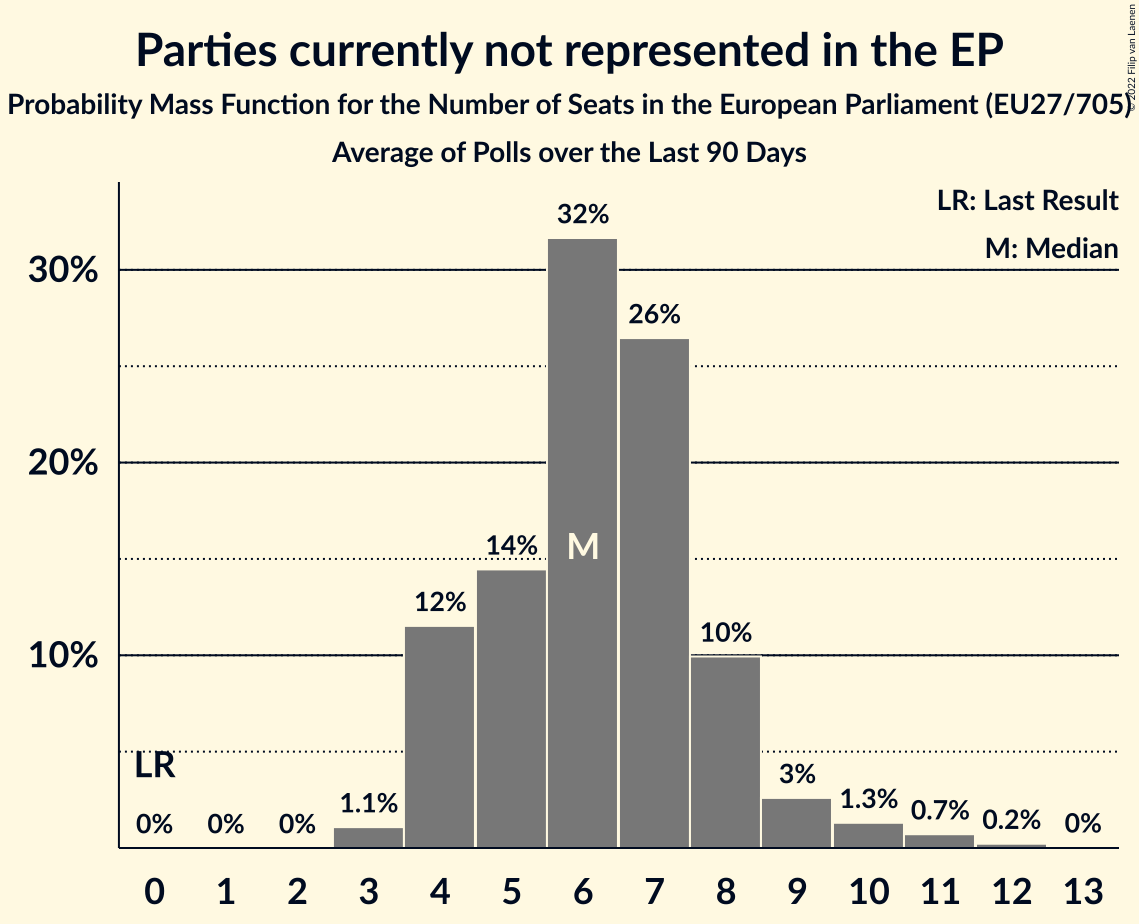 Parties currently not represented in the EP
Probability Mass Function for the Number of Seats in the European Parliament (EU27/705)
Average of Polls over the Last 90 Days
© 2022 Filip van Laenen
LR: Last Result
M: Median
32%
30%
26%
20%
14%
M
12%
10%
10%
LR
3%
1.3%
1.1%
0.7%
0.2%
0%
0%
0%
0%
0 1 2 3 4 5 6 7 8 9 10 11 12 13